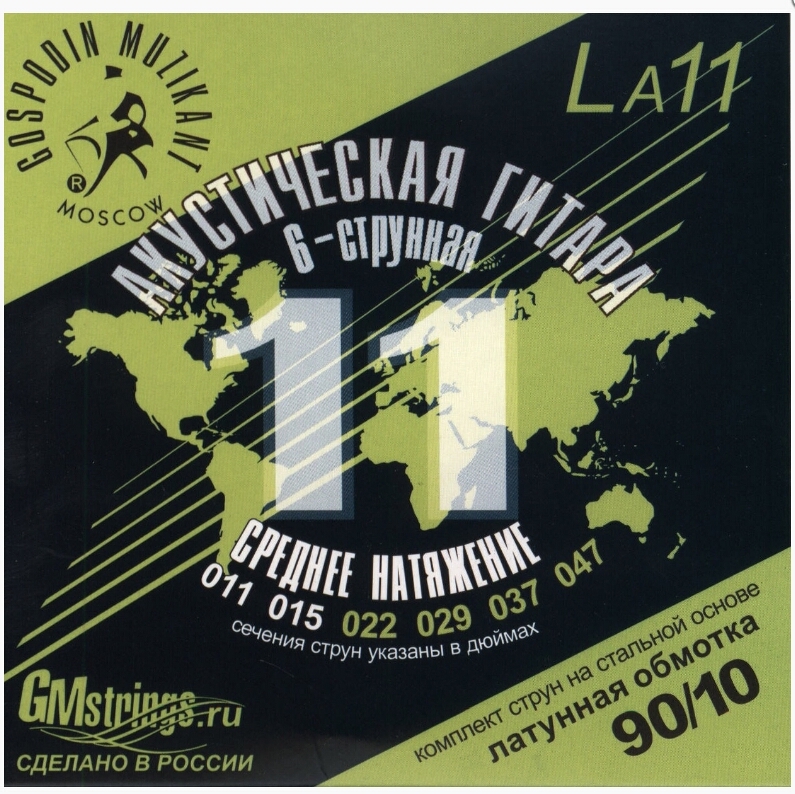 GOSPODIN MUZIKANT
®
MOSCOW
LA11
АКУСТИЧЕСКАЯ ГИТАРА
6-струнная
11
СРЕДНЕЕ НАТЯЖЕНИЕ
011 015 022 029 037 047
сечения струн указаны в дюймах
GMstrings.ru
СДЕЛАНО В РОССИИ
комплект струн на стальной основе
латунная обмотка
90/10